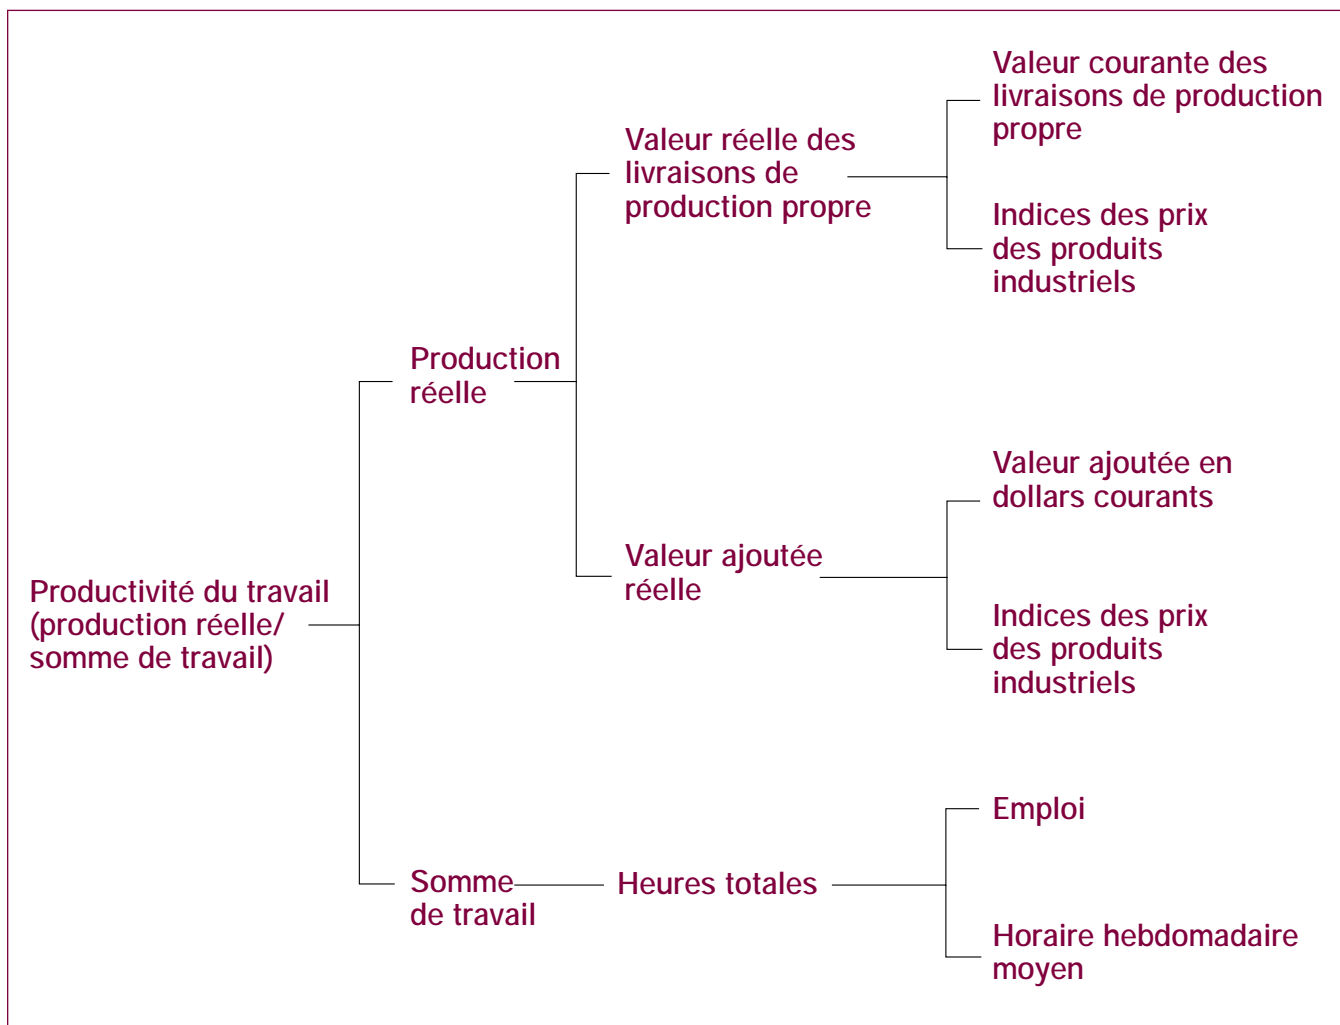 Valeur courante des
livraisons de production
propre
Valeur réelle des
livraisons de
production propre
Indices des prix
des produits
industriels
Production
réelle
Valeur ajoutée en
dollars courants
Valeur ajoutée
réelle
Productivité du travail
(production réelle/
somme de travail)
Indices des prix
des produits
industriels
Emploi
Somme
de travail
Heures totales
Horaire hebdomadaire
moyen